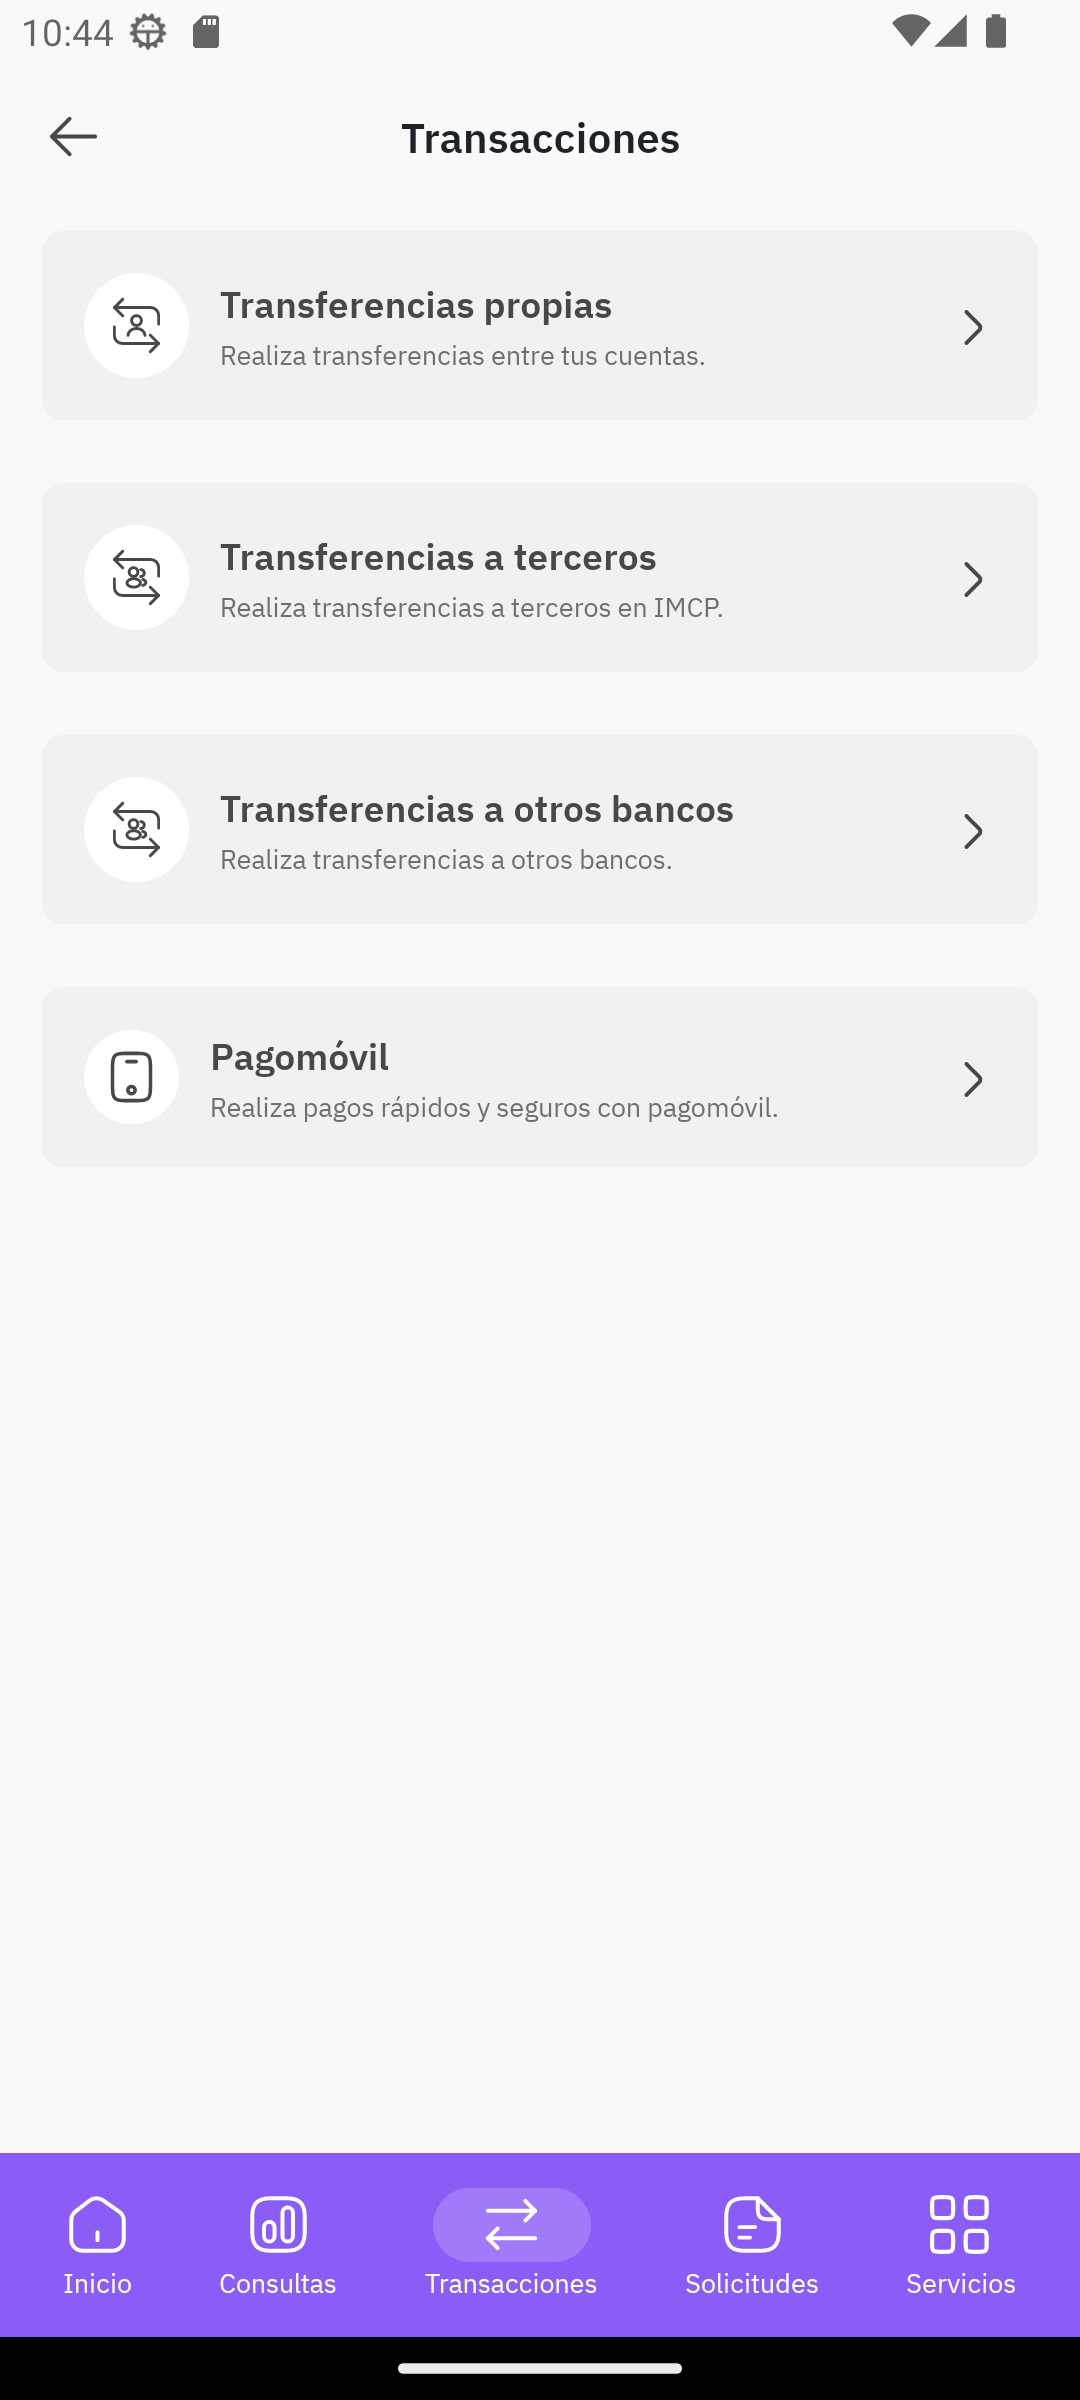 10:44
Transacciones
Transferencias propias
Realiza transferencias entre tus cuentas.
Transferencias a terceros
Realiza transferencias a terceros en IMCP.
Transferencias a otros bancos
Realiza transferencias a otros bancos.
Pagomóvil
Realiza pagos rápidos y seguros con pagomóvil.
Inicio
Consultas
Transacciones
Solicitudes
Servicios